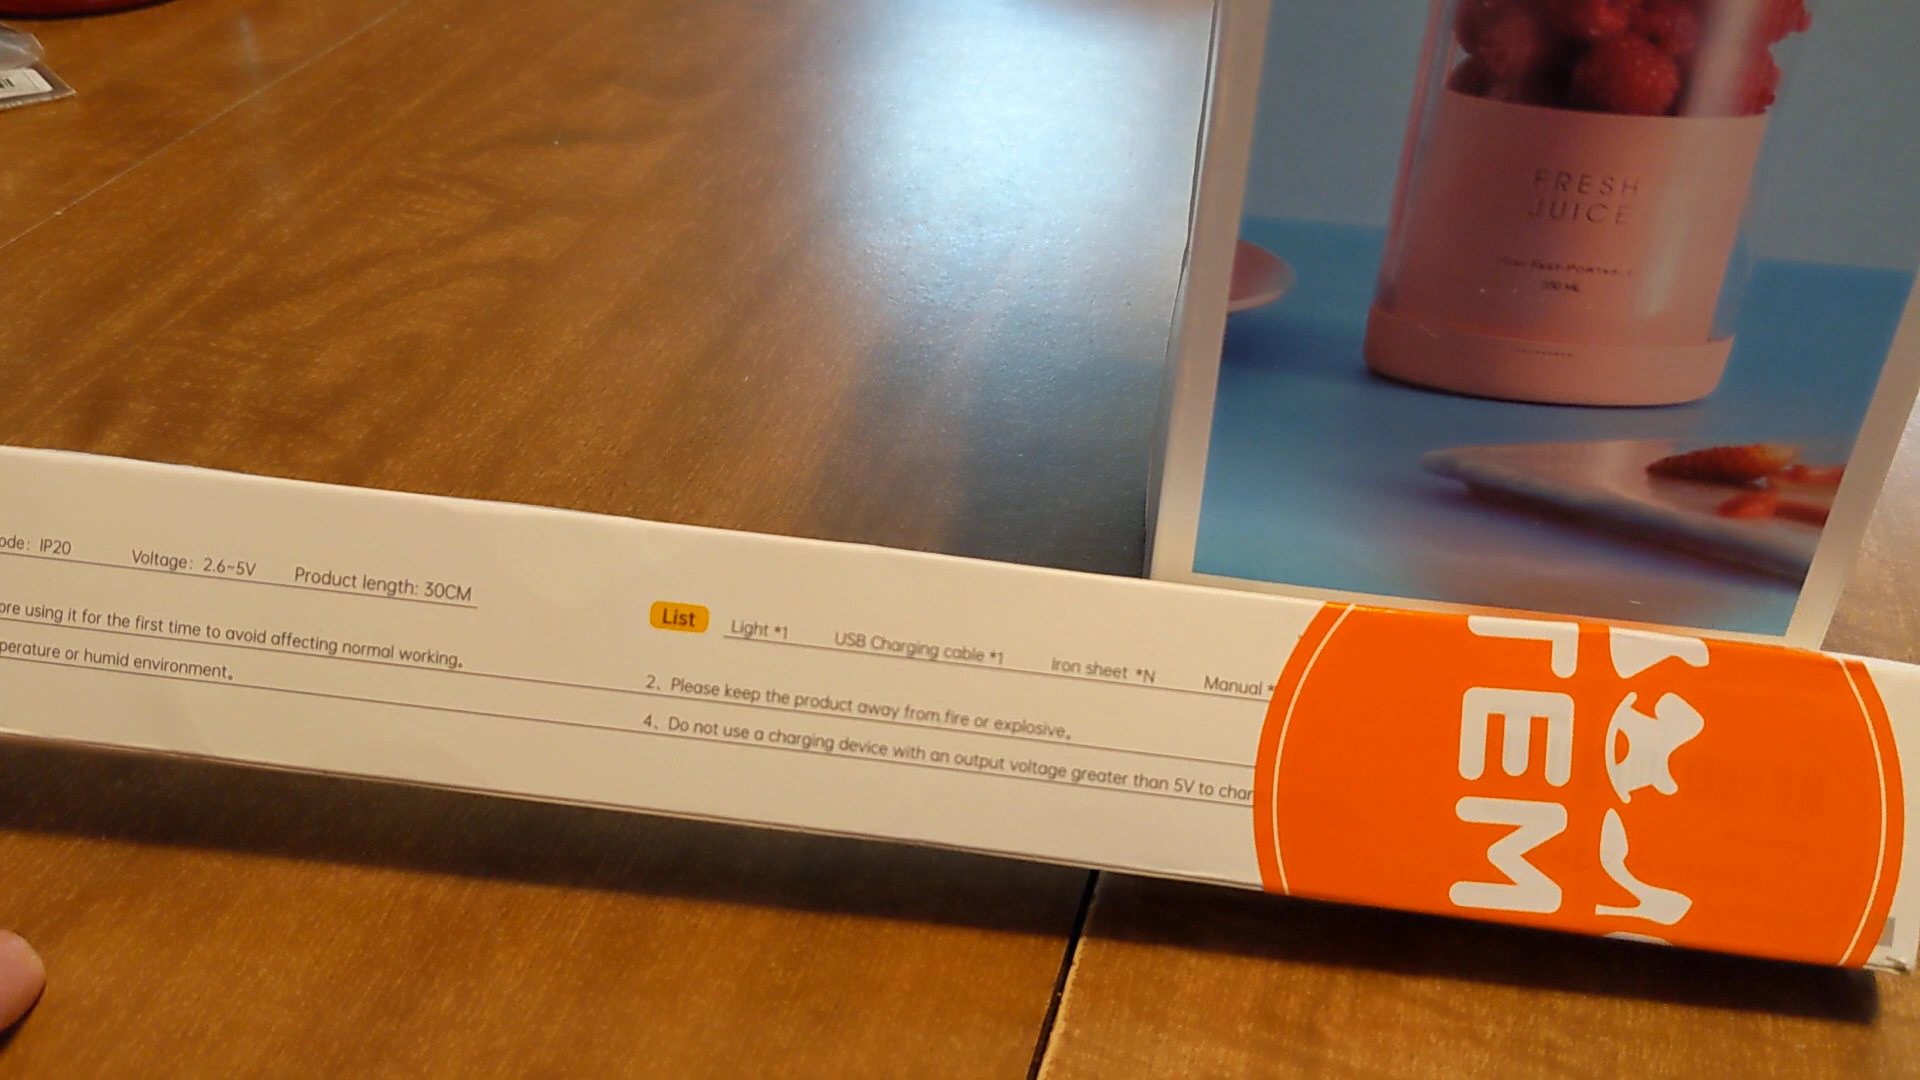 FRESH
JUICE
350 ML
ode: IP20 Voltage: 2.6~5V Product length: 30CM
ore using it for the first time to avoid affecting normal working。
perature or humid environment。
List Light *1 USB Charging cable *1 Iron sheet *N Manual *
2、Please keep the product away from fire or explosive。
4、Do not use a charging device with an output voltage greater than 5V to char
TEM